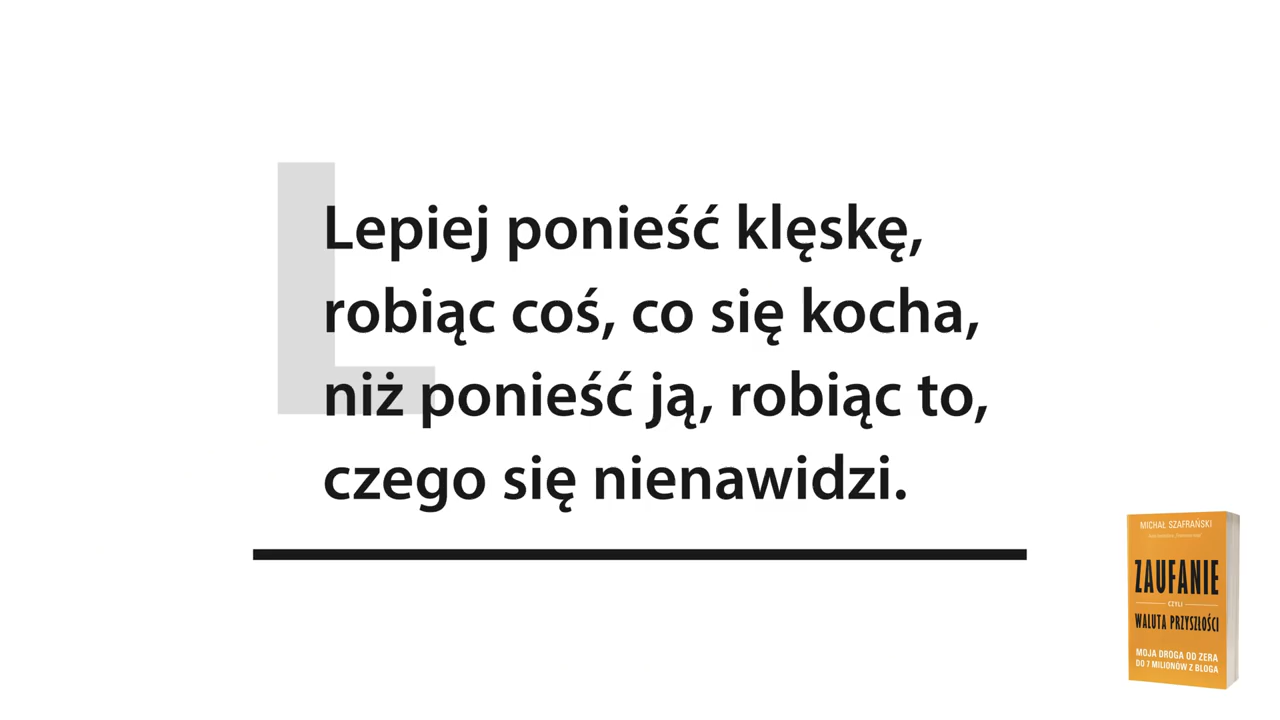 L
Lepiej ponieść klęskę,
robiąc coś, co się kocha,
niż ponieść ją, robiąc to,
czego się nienawidzi.
MICHAŁ SZAFRAŃSKI
ZAUFANIE
CZYLI
WALUTA PRZYSZŁOŚCI
MOJA DROGA OD ZERA
DO 7 MILIONÓW Z BLOGA